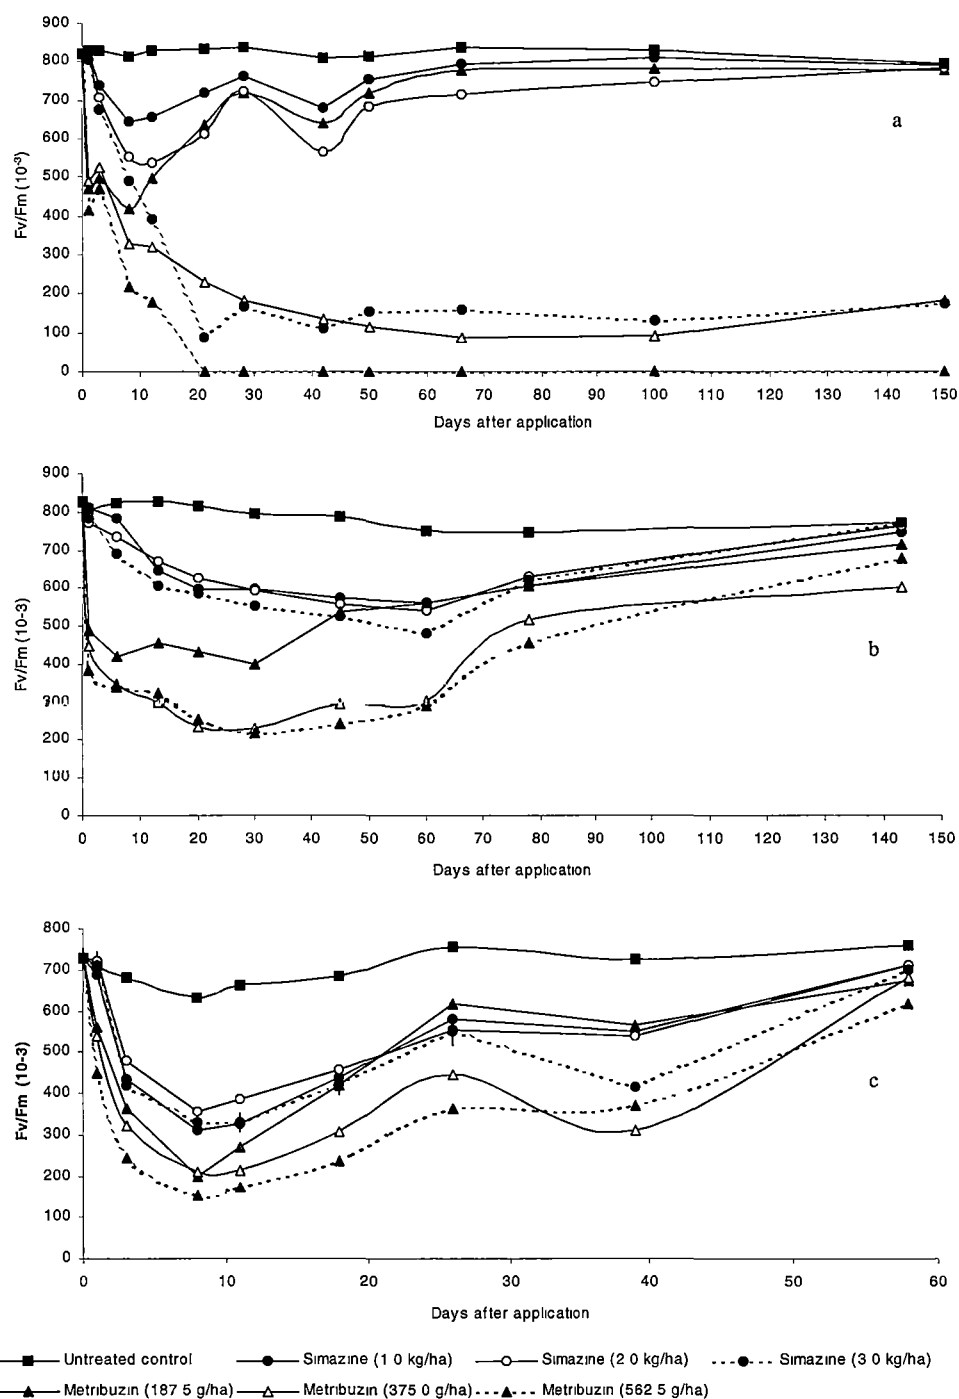 900
800
700
600
500
400
300
200
100
0
Fv/Fm (10⁻³)
a
0 10 20 30 40 50 60 70 80 90 100 110 120 130 140 150
Days after application
900
800
700
600
500
400
300
200
100
0
Fv/Fm (10-3)
b
0 10 20 30 40 50 60 70 80 90 100 110 120 130 140 150
Days after application
800
700
600
500
400
300
200
100
0
Fv/Fm (10-3)
c
0 10 20 30 40 50 60
Days after application
Untreated control Simazine (1 0 kg/ha) Simazine (2 0 kg/ha) Simazine (3 0 kg/ha)
Metribuzin (187 5 g/ha) Metribuzin (375 0 g/ha) Metribuzin (562 5 g/ha)